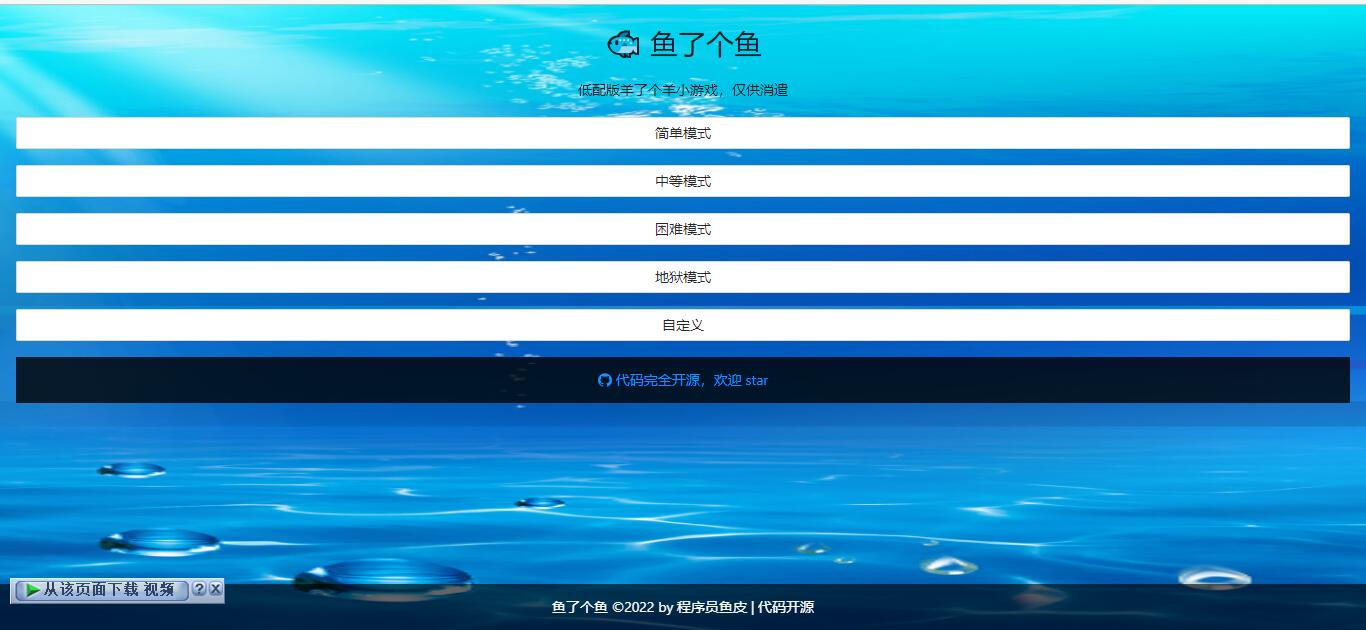 鱼了个鱼
低配版羊了个羊小游戏，仅供消遣
简单模式
中等模式
困难模式
地狱模式
自定义
代码完全开源，欢迎 star
从该页面下载 视频 ? X
鱼了个鱼 ©2022 by 程序员鱼皮 | 代码开源